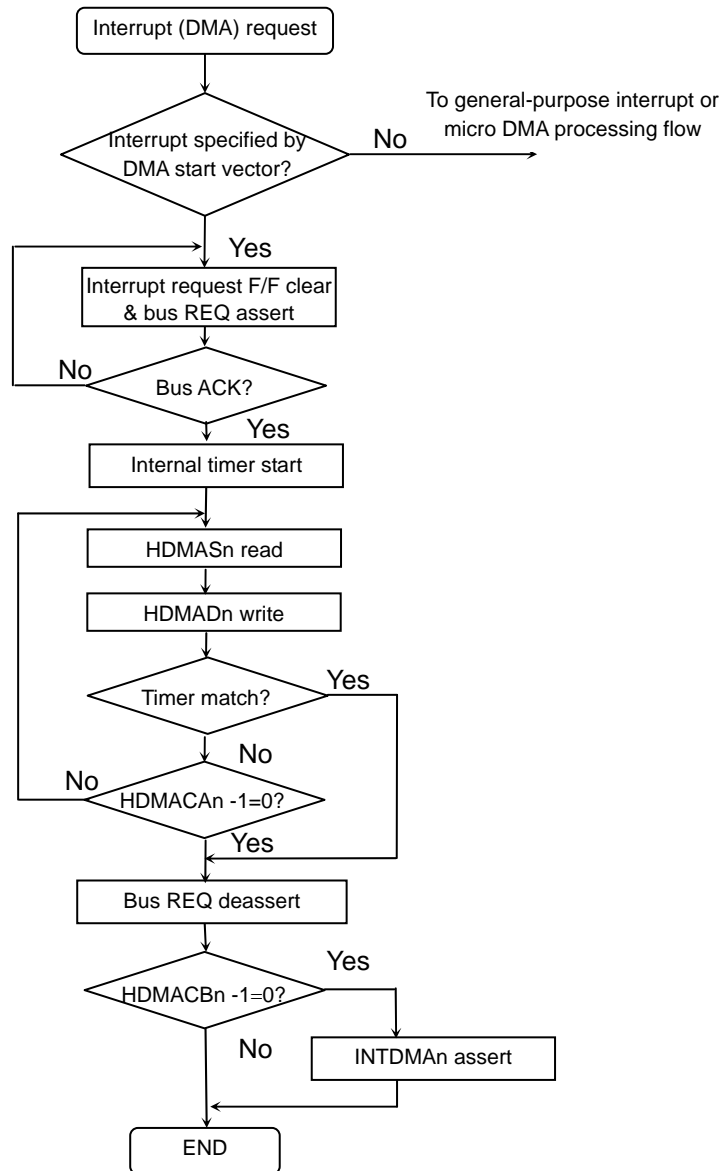 Interrupt (DMA) request
To general-purpose interrupt or
micro DMA processing flow
Interrupt specified by
DMA start vector?
No
Yes
Interrupt request F/F clear
& bus REQ assert
No
Bus ACK?
Yes
Internal timer start
HDMASn read
HDMADn write
Timer match?
Yes
No
No
HDMACAn -1=0?
Yes
Bus REQ deassert
Yes
HDMACBn -1=0?
No
INTDMAn assert
END